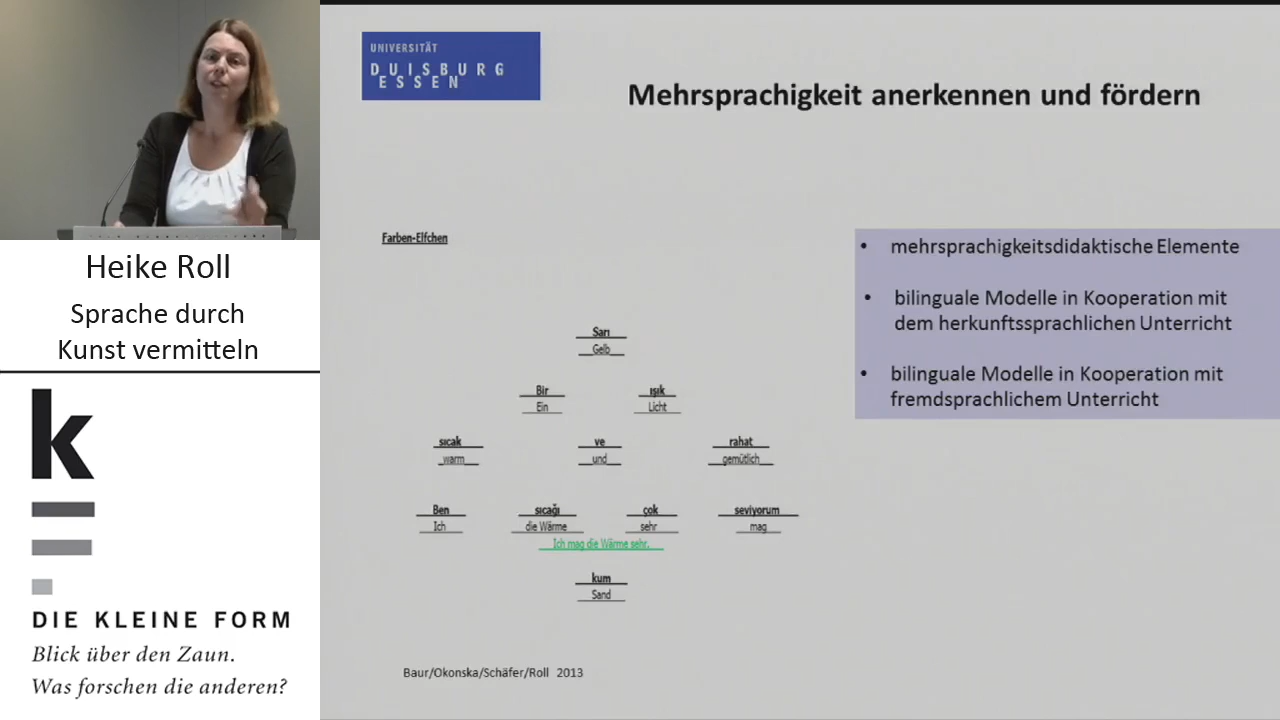 UNIVERSITÄT
DUISBURG
ESSEN
Mehrsprachigkeit anerkennen und fördern
Farben-Elfchen
Sarı
Gelb
Bir ışık
Ein Licht
sıcak ve rahat
warm und gemütlich
Ben sıcağı çok seviyorum
Ich die Wärme sehr mag
Ich mag die Wärme sehr.
kum
Sand
Baur/Okonska/Schäfer/Roll 2013
• mehrsprachigkeitsdidaktische Elemente
• bilinguale Modelle in Kooperation mit
dem herkunftssprachlichen Unterricht
• bilinguale Modelle in Kooperation mit
fremdsprachlichem Unterricht
Heike Roll
Sprache durch
Kunst vermitteln
k
DIE KLEINE FORM
Blick über den Zaun.
Was forschen die anderen?